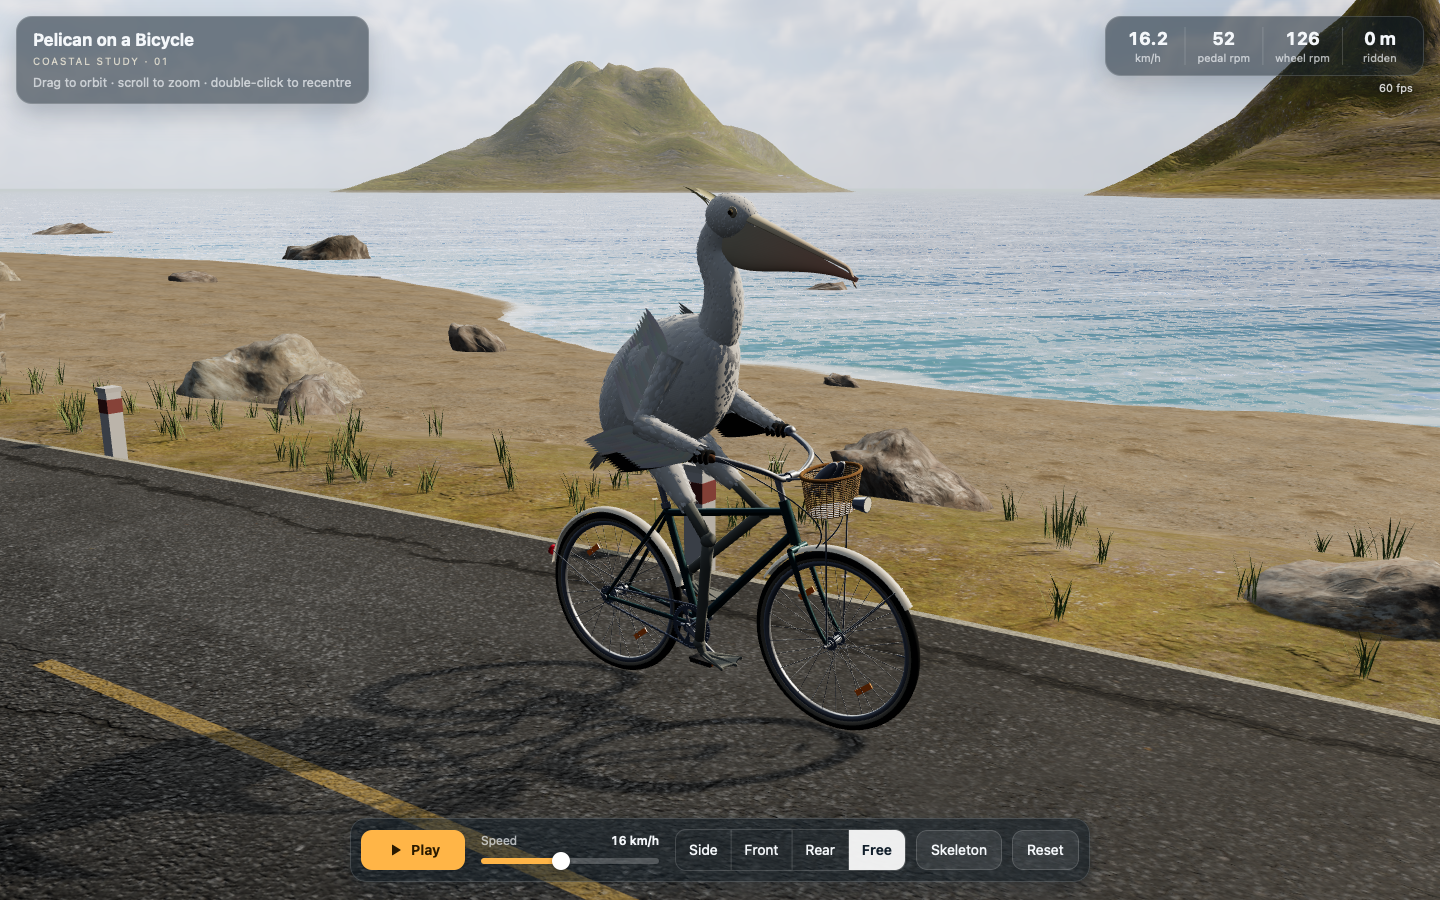 Pelican on a Bicycle
COASTAL STUDY · 01
Drag to orbit · scroll to zoom · double-click to recentre
16.2 52 126 0 m
km/h pedal rpm wheel rpm ridden
60 fps
Play
Speed 16 km/h
Side Front Rear Free
Skeleton
Reset